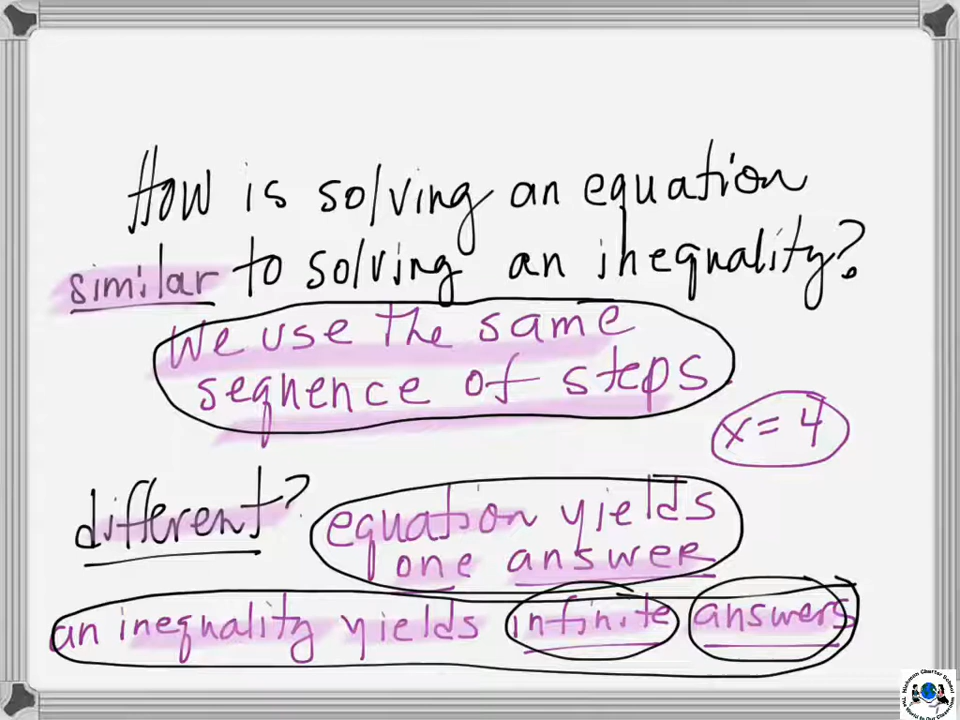 How is solving an equation
similar to solving an inequality?
We use the same
sequence of steps
x = 4
different?
equation yields
one answer
an inequality yields infinite answers